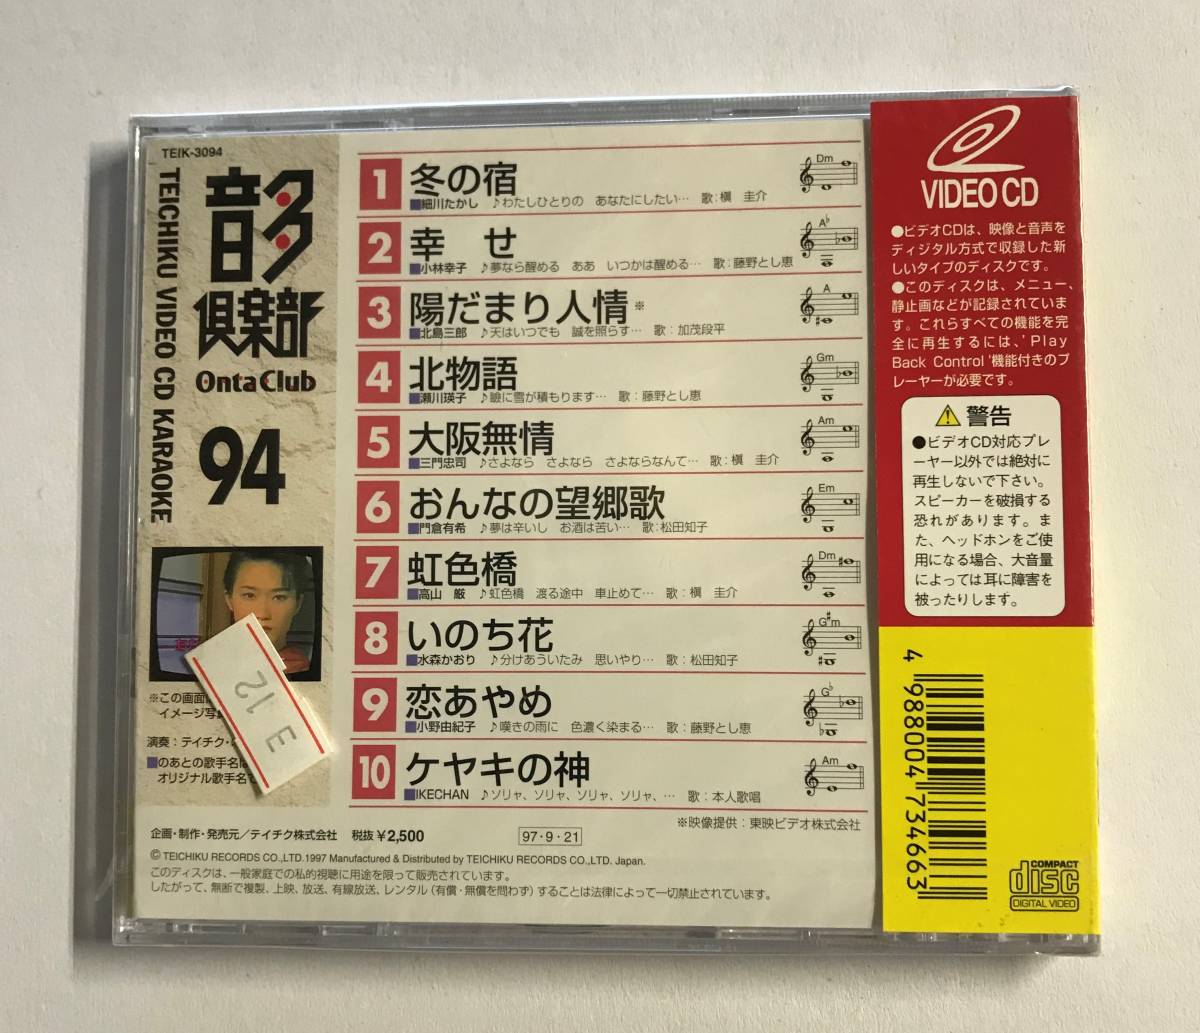 TEIK-3094
TEICHIKU VIDEO CD KARAOKE
音多
倶楽部
Onta Club
94
※この画面
イメージ写
演奏：テイチク・
■のあとの歌手名は
オリジナル歌手名で
E 12
1 冬の宿
■細川たかし ♪わたしひとりの あなたにしたい… 歌：槇 圭介
Dm
2 幸せ
■小林幸子 ♪夢なら醒める ああ いつかは醒める… 歌：藤野とし恵
A♭
3 陽だまり人情※
■北島三郎 ♪天はいつでも 誠を照らす… 歌：加茂段平
A
4 北物語
■瀬川瑛子 ♪瞼に雪が積もります… 歌：藤野とし恵
Gm
5 大阪無情
■三門忠司 ♪さよなら さよなら さよならなんて… 歌：槇 圭介
Am
6 おんなの望郷歌
■門倉有希 ♪夢は辛いし お酒は苦い… 歌：松田知子
Em
7 虹色橋
■高山 厳 ♪虹色橋 渡る途中 車止めて… 歌：槇 圭介
Dm
8 いのち花
■水森かおり ♪分けあういたみ 思いやり… 歌：松田知子
G#m
9 恋あやめ
■小野由紀子 ♪嘆きの雨に 色濃く染まる… 歌：藤野とし恵
G♭
10 ケヤキの神
■IKECHAN ♪ソリャ、ソリャ、ソリャ、ソリャ、… 歌：本人歌唱
Am
※映像提供：東映ビデオ株式会社
企画・制作・発売元／テイチク株式会社 税抜￥2,500 97・9・21
© TEICHIKU RECORDS CO.,LTD.1997 Manufactured & Distributed by TEICHIKU RECORDS CO.,LTD. Japan.
このディスクは、一般家庭での私的視聴に用途を限って販売されています。
したがって、無断で複製、上映、放送、有線放送、レンタル（有償・無償を問わず）することは法律によって一切禁止されています。
VIDEO CD
●ビデオCDは、映像と音声を
ディジタル方式で収録した新
しいタイプのディスクです。
●このディスクは、メニュー、
静止画などが記録されていま
す。これらすべての機能を完
全に再生するには、'Play
Back Control'機能付きのプ
レーヤーが必要です。
警告
●ビデオCD対応プレ
ーヤー以外では絶対に
再生しないで下さい。
スピーカーを破損する
恐れがあります。ま
た、ヘッドホンをご使
用になる場合、大音量
によっては耳に障害を
被ったりします。
4 988004 734663
COMPACT
disc
DIGITAL VIDEO